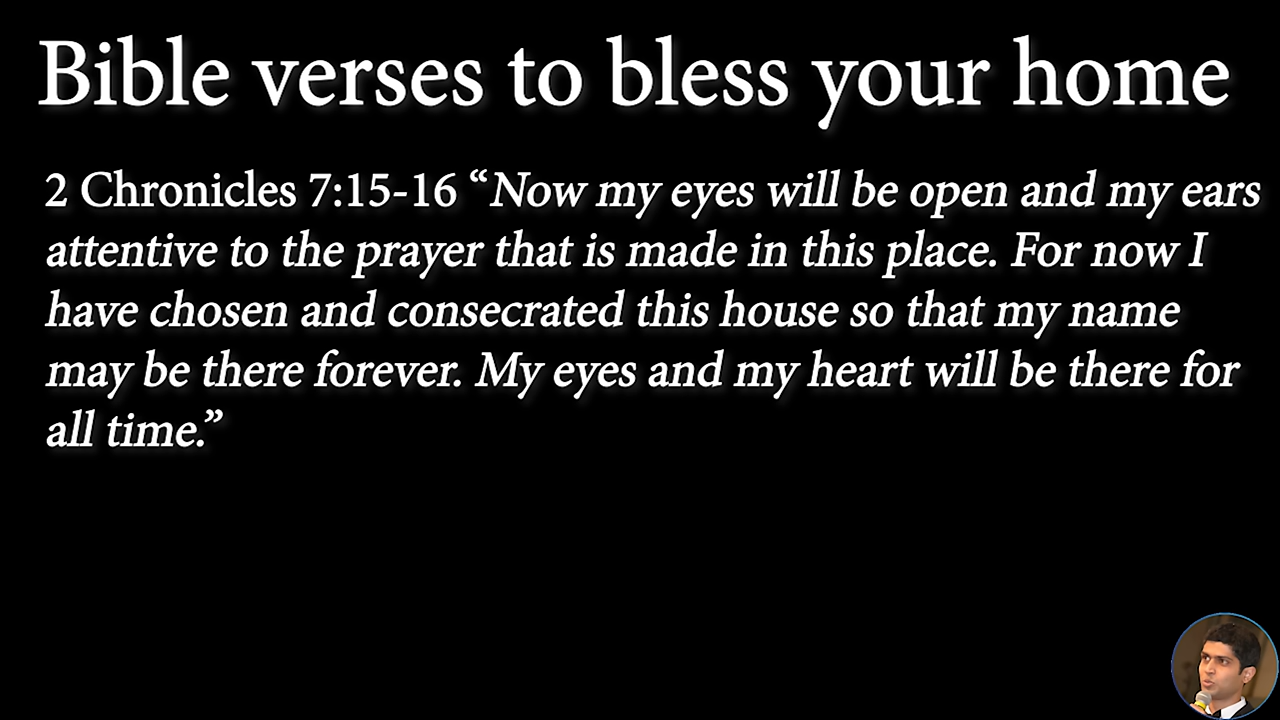 Bible verses to bless your home
2 Chronicles 7:15-16 “Now my eyes will be open and my ears
attentive to the prayer that is made in this place. For now I
have chosen and consecrated this house so that my name
may be there forever. My eyes and my heart will be there for
all time.”